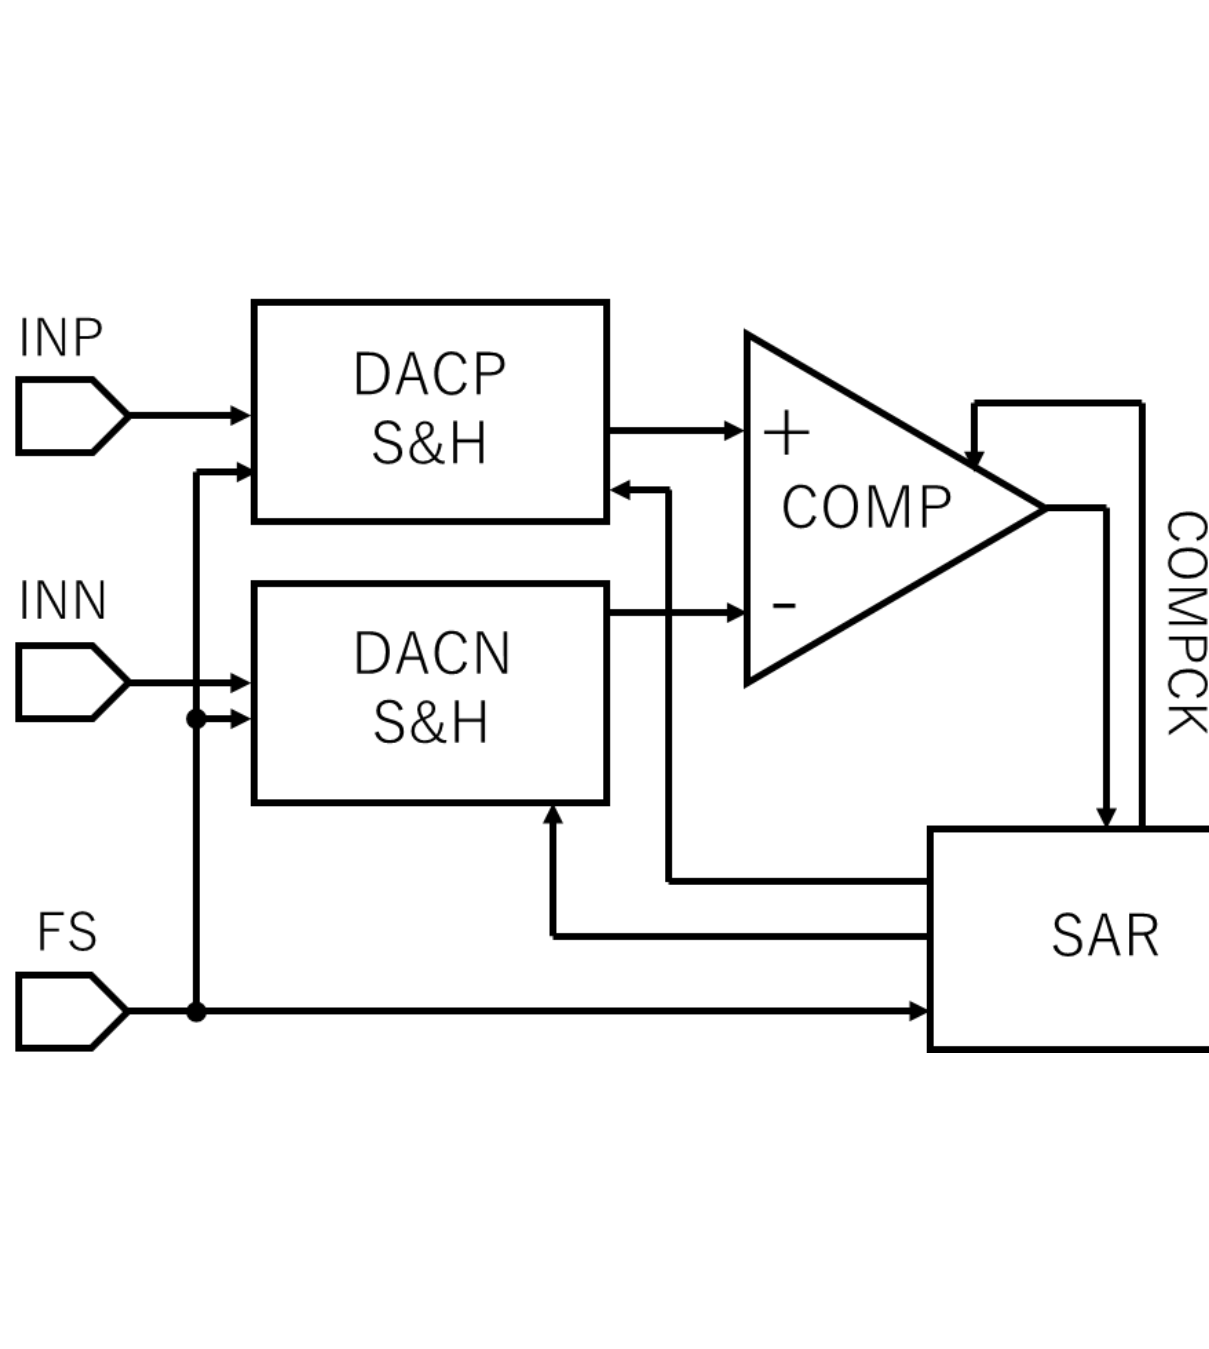 INP
DACP
S&H
+
COMP
-
INN
DACN
S&H
COMPCK
FS
SAR